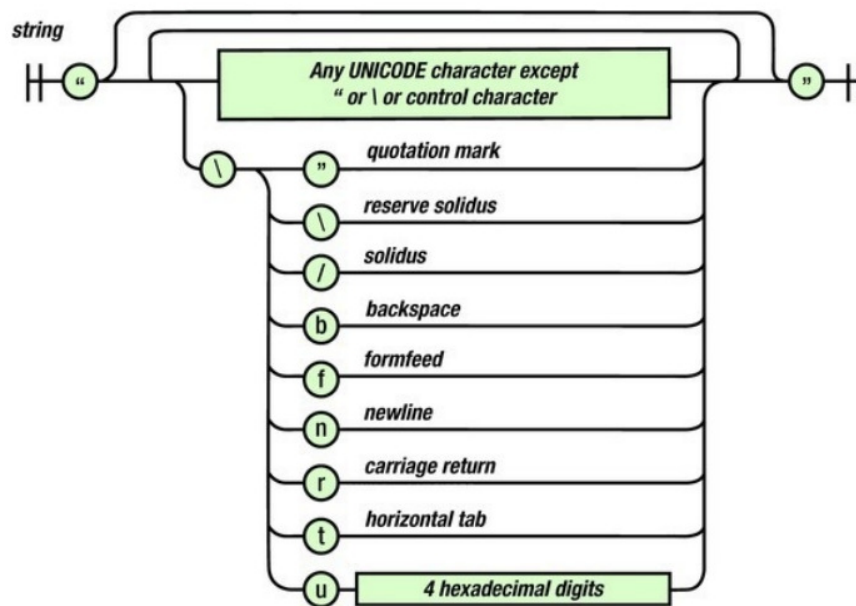 string
“
Any UNICODE character except
“ or \ or control character
”
\
” quotation mark
\ reserve solidus
/ solidus
b backspace
f formfeed
n newline
r carriage return
t horizontal tab
u 4 hexadecimal digits